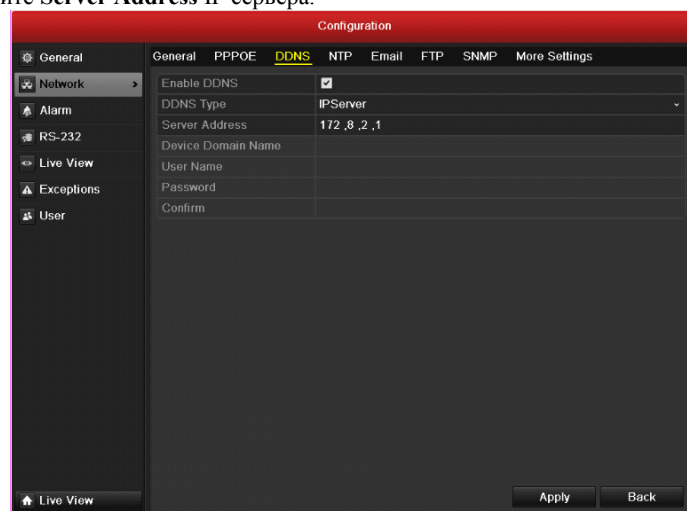 ите Server Address IP сервера.
Configuration
General
Network
Alarm
RS-232
Live View
Exceptions
User
General PPPOE DDNS NTP Email FTP SNMP More Settings
Enable DDNS
DDNS Type IPServer
Server Address 172 ,8 ,2 ,1
Device Domain Name
User Name
Password
Confirm
Live View
Apply Back